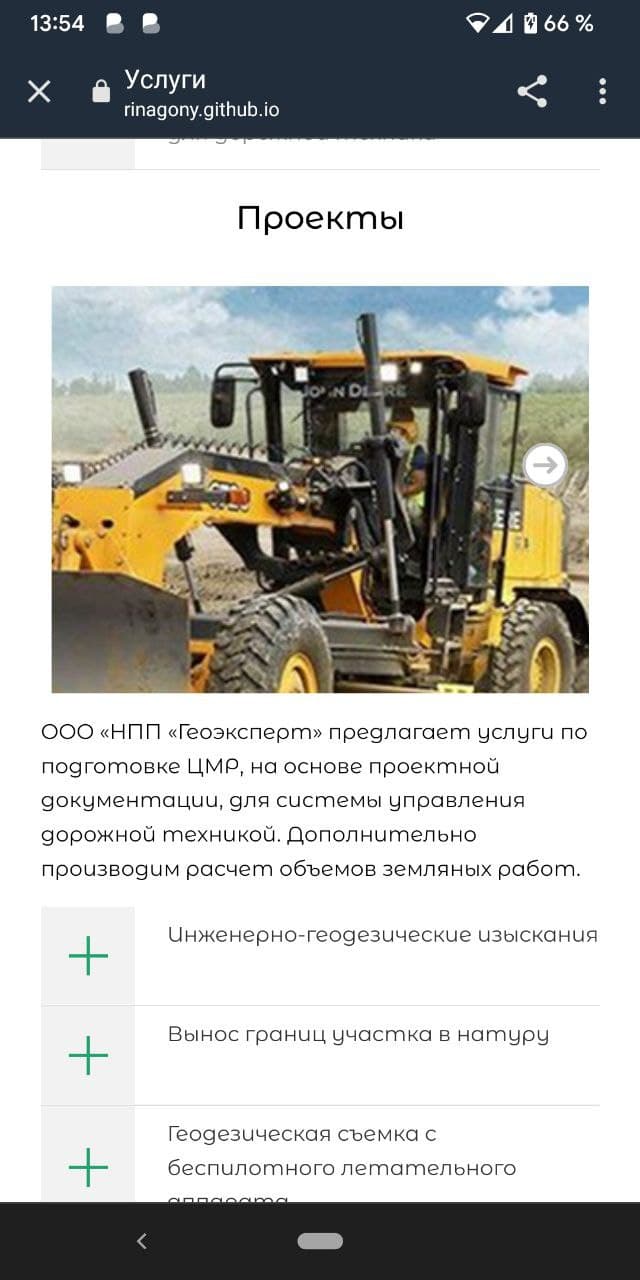 13:54
66 %
Услуги
rinagony.github.io
Проекты
JOHN DEERE
ООО «НПП «Геоэксперт» предлагает услуги по
подготовке ЦМР, на основе проектной
документации, для системы управления
дорожной техникой. Дополнительно
производим расчет объемов земляных работ.
Инженерно-геодезические изыскания
Вынос границ участка в натуру
Геодезическая съемка с
беспилотного летательного
аппарата